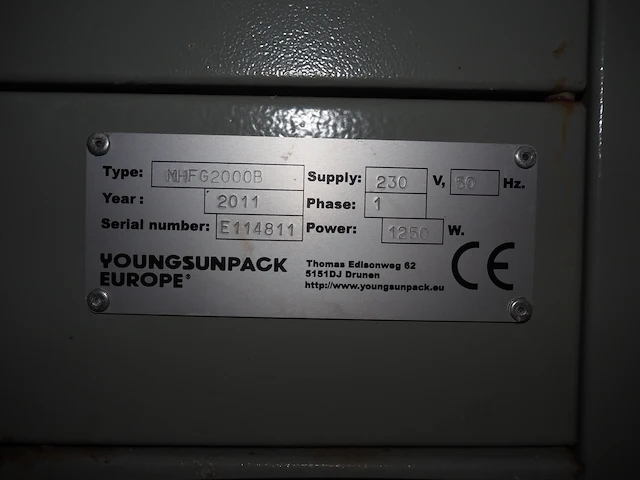 Type: MHFG2000B Supply: 230 V, 50 Hz.
Year: 2011 Phase: 1
Serial number: E114811 Power: 1250 W.
YOUNGSUNPACK EUROPE®
Thomas Edisonweg 62
5151DJ Drunen
http://www.youngsunpack.eu
CE